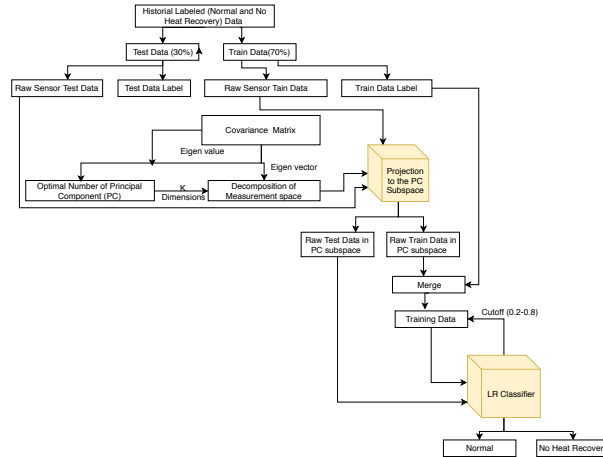 Historial Labeled (Normal and No
Heat Recovery) Data
Test Data (30%)
Train Data(70%)
Raw Sensor Test Data
Test Data Label
Raw Sensor Tain Data
Train Data Label
Covariance Matrix
Eigen value
Eigen vector
Projection
to the PC
Subspace
Optimal Number of Principal
Component (PC)
K
Dimensions
Decomposition of
Measurement space
Raw Test Data in
PC subspace
Raw Train Data in
PC subspace
Merge
Training Data
Cutoff (0.2-0.8)
LR Classifier
Normal
No Heat Recover